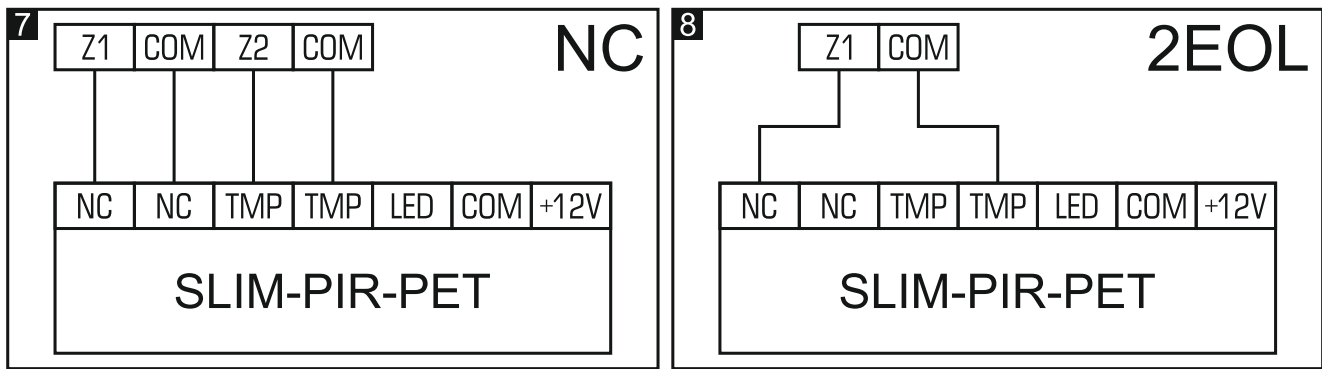 7
NC
Z1 COM Z2 COM
NC NC TMP TMP LED COM +12V
SLIM-PIR-PET
8
2EOL
Z1 COM
NC NC TMP TMP LED COM +12V
SLIM-PIR-PET